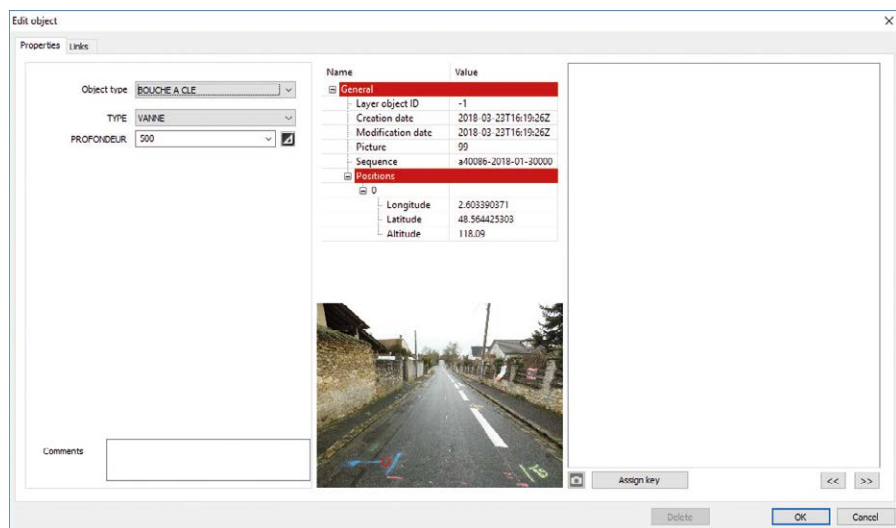 Edit object
Properties
Links
Object type
BOUCHE A CLE
TYPE
VANNE
PROFONDEUR
500
Comments
Name Value
General
Layer object ID -1
Creation date 2018-03-23T16:19:26Z
Modification date 2018-03-23T16:19:26Z
Picture 99
Sequence a40086-2018-01-30000
Positions
0
Longitude 2.603390371
Latitude 48.564425303
Altitude 118.09
Assign key
<<
>>
Delete
OK
Cancel